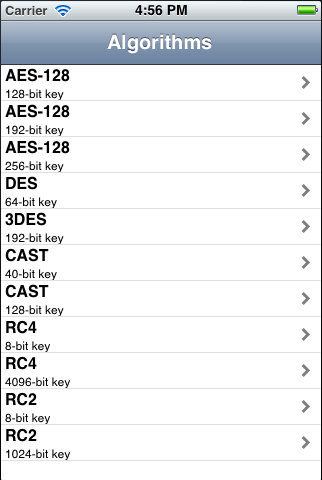 Carrier 4:56 PM
Algorithms
AES-128
128-bit key
AES-128
192-bit key
AES-128
256-bit key
DES
64-bit key
3DES
192-bit key
CAST
40-bit key
CAST
128-bit key
RC4
8-bit key
RC4
4096-bit key
RC2
8-bit key
RC2
1024-bit key